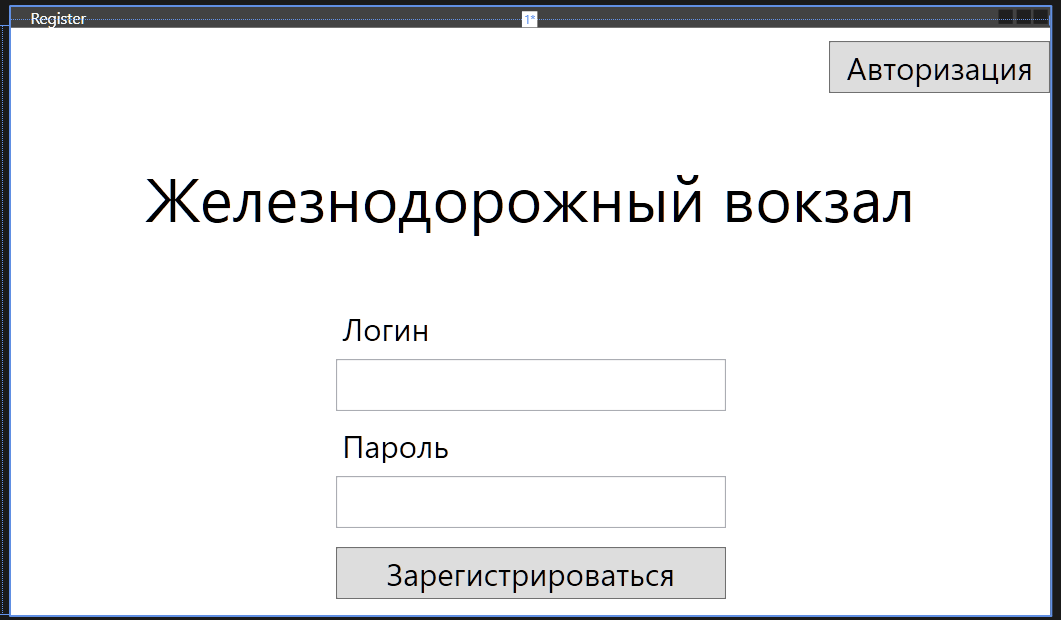 Register
1*
Авторизация
Железнодорожный вокзал
Логин
Пароль
Зарегистрироваться